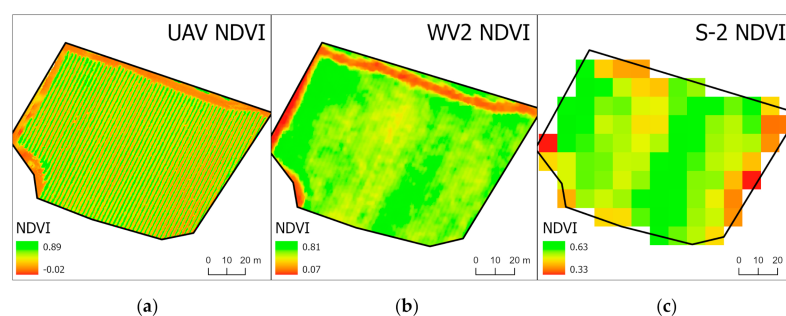 UAV NDVI
NDVI
0.89
-0.02
0 10 20 m
(a)
WV2 NDVI
NDVI
0.81
0.07
0 10 20 m
(b)
S-2 NDVI
NDVI
0.63
0.33
0 10 20 m
(c)